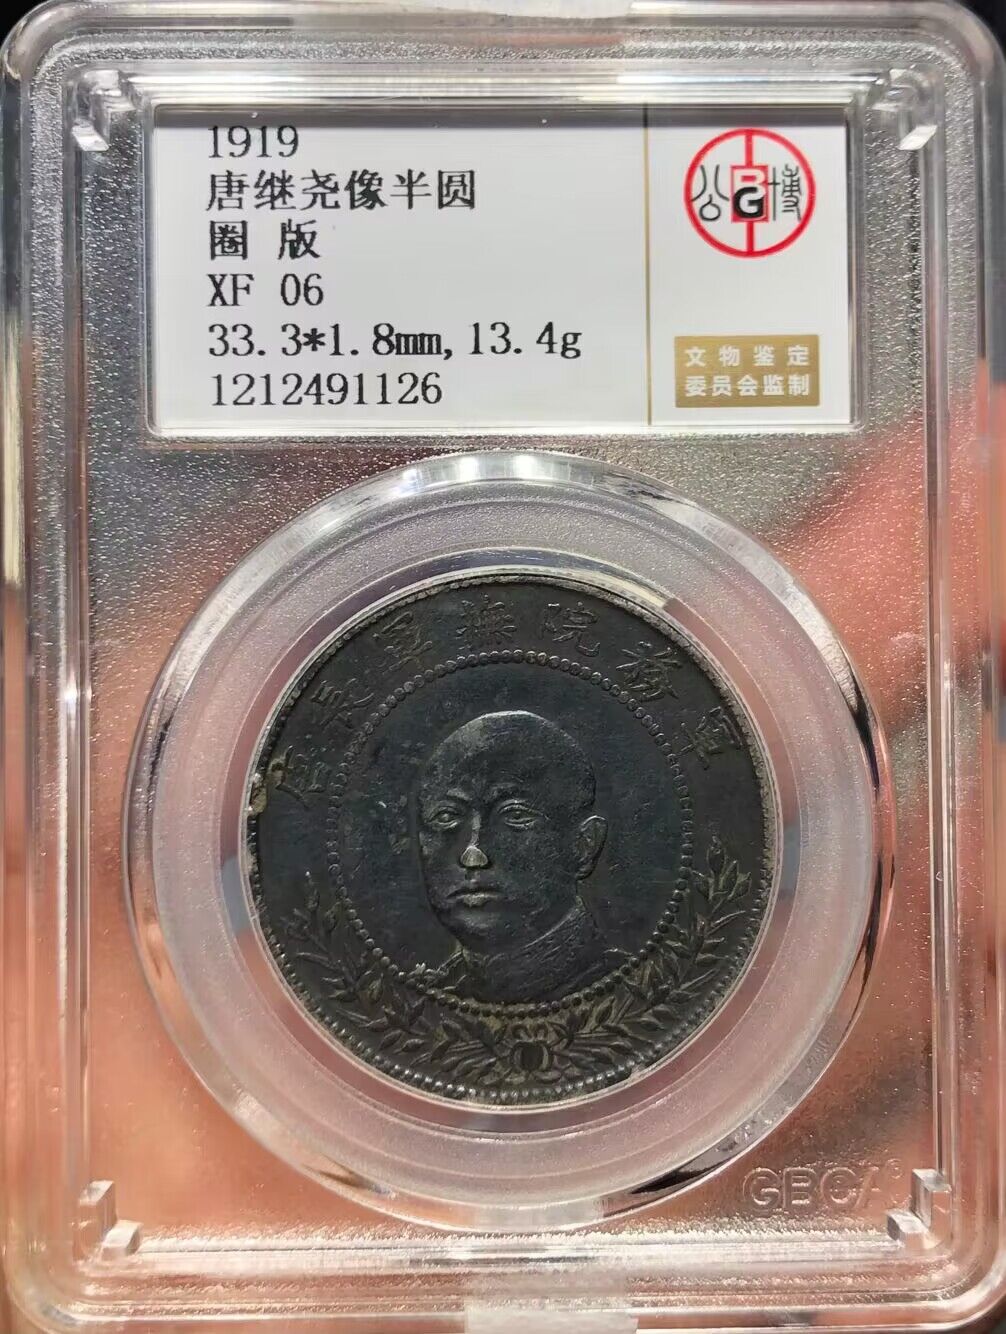 1919
唐继尧像半圆
圈 版
XF 06
33.3*1.8mm,13.4g
1212491126
公 BG 博
文物鉴定
委员会监制
唐長軍撫院務軍
GBCA